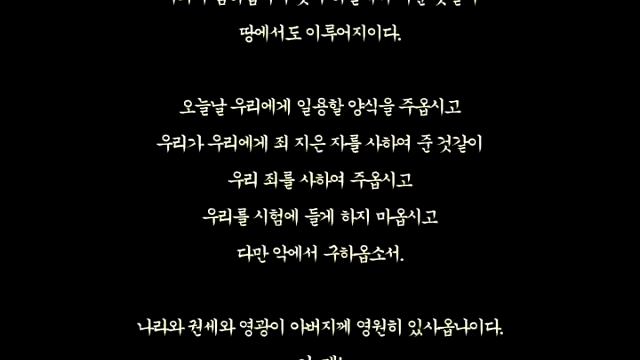 땅에서도 이루어지이다.
오늘날 우리에게 일용할 양식을 주옵시고
우리가 우리에게 죄 지은 자를 사하여 준 것같이
우리 죄를 사하여 주옵시고
우리를 시험에 들게 하지 마옵시고
다만 악에서 구하옵소서.
나라와 권세와 영광이 아버지께 영원히 있사옵나이다.